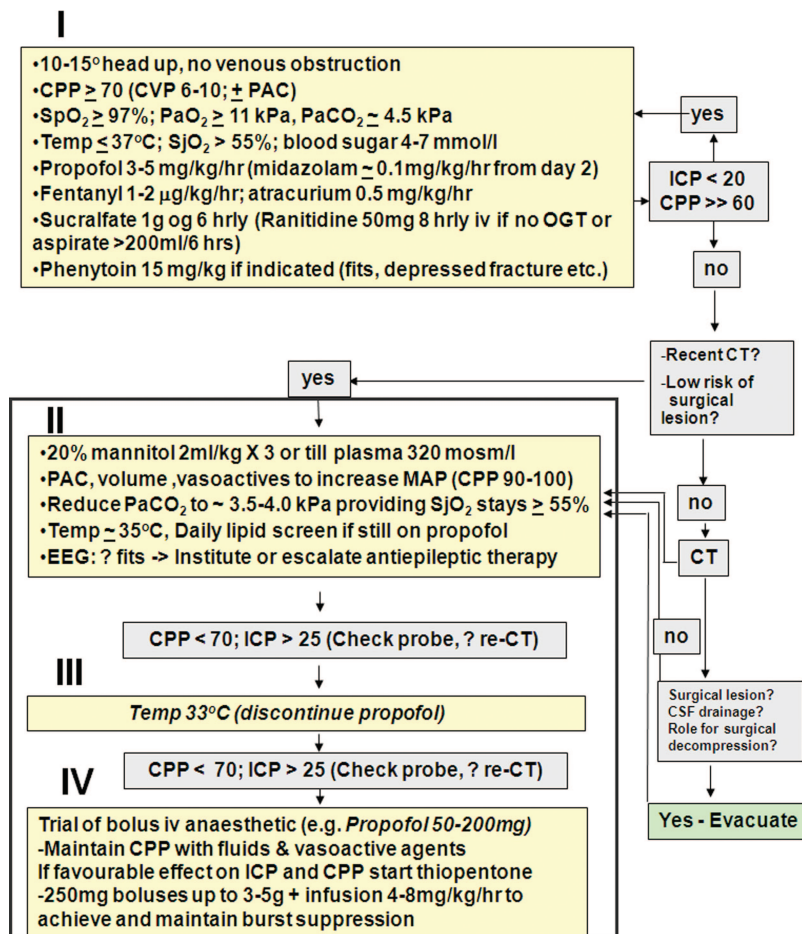 I
•10-15º head up, no venous obstruction
•CPP ≥ 70 (CVP 6-10; ± PAC)
•SpO₂ ≥ 97%; PaO₂ ≥ 11 kPa, PaCO₂ ~ 4.5 kPa
•Temp ≤ 37ºC; SjO₂ > 55%; blood sugar 4-7 mmol/l
•Propofol 3-5 mg/kg/hr (midazolam ~ 0.1mg/kg/hr from day 2)
•Fentanyl 1-2 μg/kg/hr; atracurium 0.5 mg/kg/hr
•Sucralfate 1g og 6 hrly (Ranitidine 50mg 8 hrly iv if no OGT or
aspirate >200ml/6 hrs)
•Phenytoin 15 mg/kg if indicated (fits, depressed fracture etc.)
yes
ICP < 20
CPP >> 60
no
-Recent CT?
-Low risk of
surgical
lesion?
yes
no
CT
no
Surgical lesion?
CSF drainage?
Role for surgical
decompression?
Yes - Evacuate
II
•20% mannitol 2ml/kg X 3 or till plasma 320 mosm/l
•PAC, volume ,vasoactives to increase MAP (CPP 90-100)
•Reduce PaCO₂ to ~ 3.5-4.0 kPa providing SjO₂ stays ≥ 55%
•Temp ~ 35ºC, Daily lipid screen if still on propofol
•EEG: ? fits -> Institute or escalate antiepileptic therapy
CPP < 70; ICP > 25 (Check probe, ? re-CT)
III
Temp 33ºC (discontinue propofol)
CPP < 70; ICP > 25 (Check probe, ? re-CT)
IV
Trial of bolus iv anaesthetic (e.g. Propofol 50-200mg)
-Maintain CPP with fluids & vasoactive agents
If favourable effect on ICP and CPP start thiopentone
-250mg boluses up to 3-5g + infusion 4-8mg/kg/hr to
achieve and maintain burst suppression